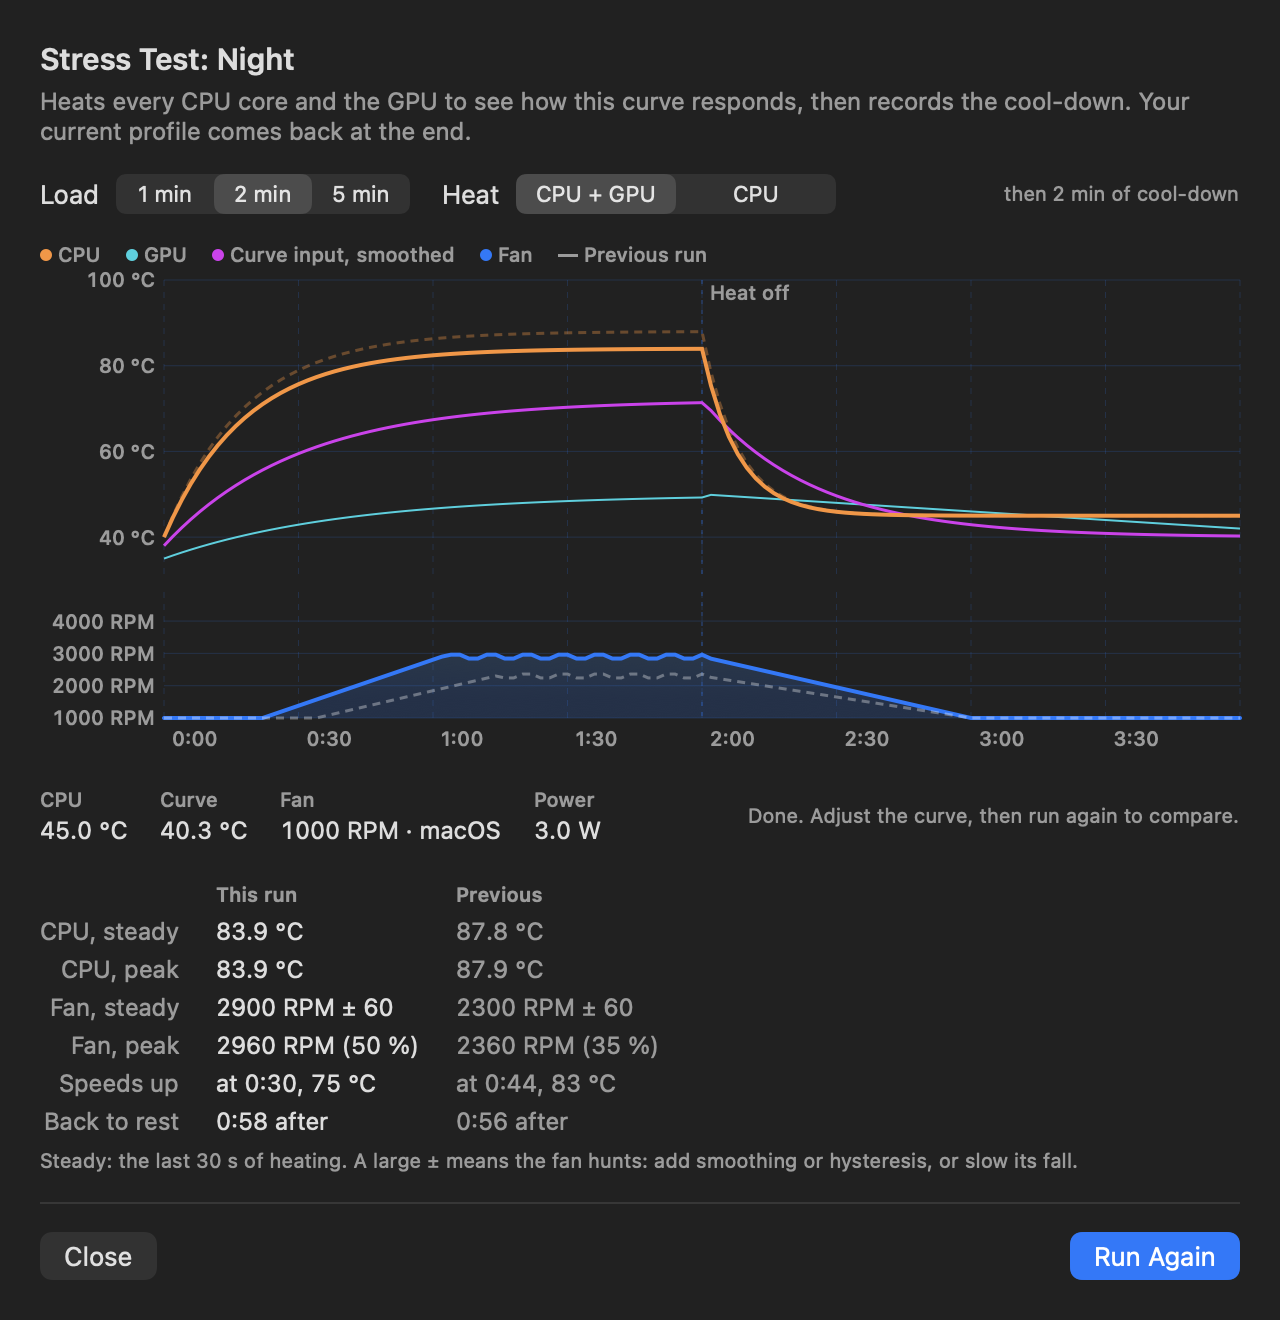 Stress Test: Night
Heats every CPU core and the GPU to see how this curve responds, then records the cool-down. Your
current profile comes back at the end.
Load 1 min 2 min 5 min Heat CPU + GPU CPU then 2 min of cool-down
CPU GPU Curve input, smoothed Fan Previous run
100 °C
Heat off
80 °C
60 °C
40 °C
4000 RPM
3000 RPM
2000 RPM
1000 RPM
0:00 0:30 1:00 1:30 2:00 2:30 3:00 3:30
CPU Curve Fan Power
45.0 °C 40.3 °C 1000 RPM · macOS 3.0 W
Done. Adjust the curve, then run again to compare.
This run Previous
CPU, steady 83.9 °C 87.8 °C
CPU, peak 83.9 °C 87.9 °C
Fan, steady 2900 RPM ± 60 2300 RPM ± 60
Fan, peak 2960 RPM (50 %) 2360 RPM (35 %)
Speeds up at 0:30, 75 °C at 0:44, 83 °C
Back to rest 0:58 after 0:56 after
Steady: the last 30 s of heating. A large ± means the fan hunts: add smoothing or hysteresis, or slow its fall.
Close Run Again